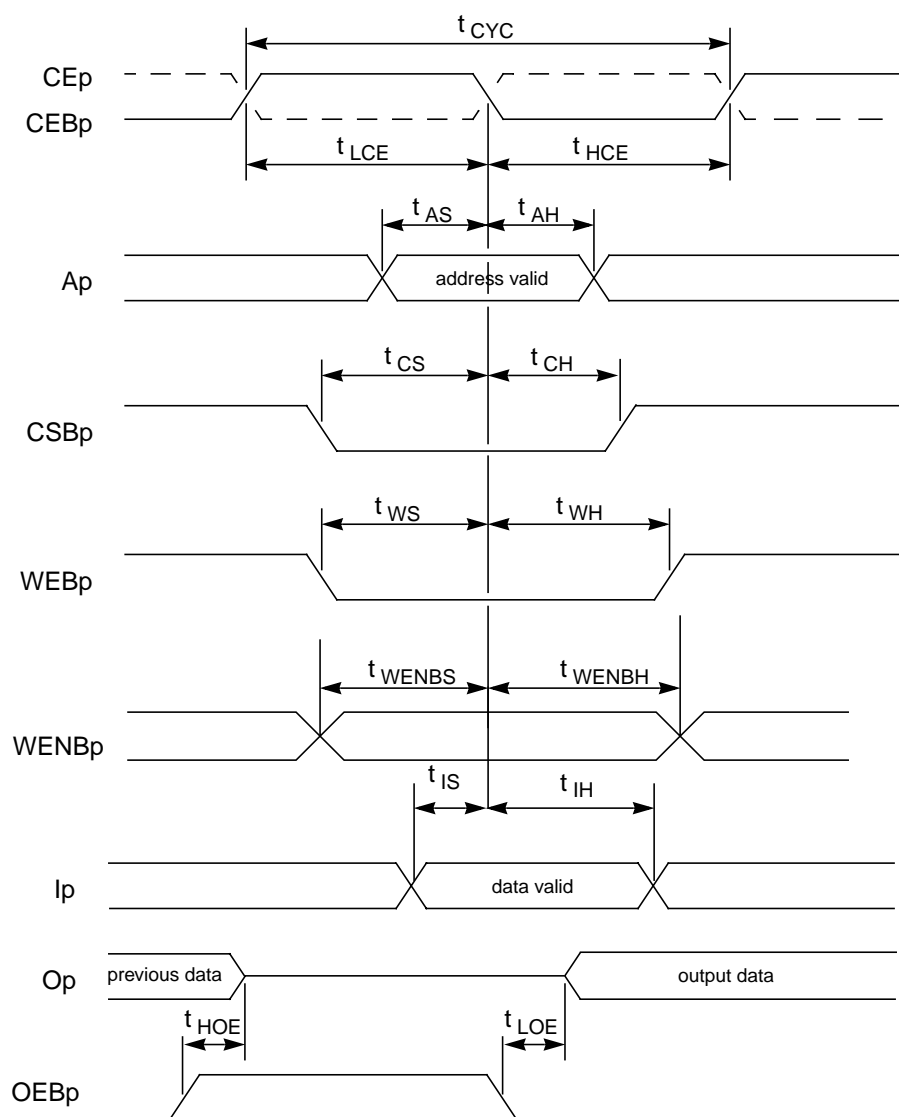 t CYC
CEp
CEBp
t LCE t HCE
t AS t AH
Ap address valid
t CS t CH
CSBp
t WS t WH
WEBp
t WENBS t WENBH
WENBp
t IS t IH
Ip data valid
Op previous data output data
t HOE t LOE
OEBp